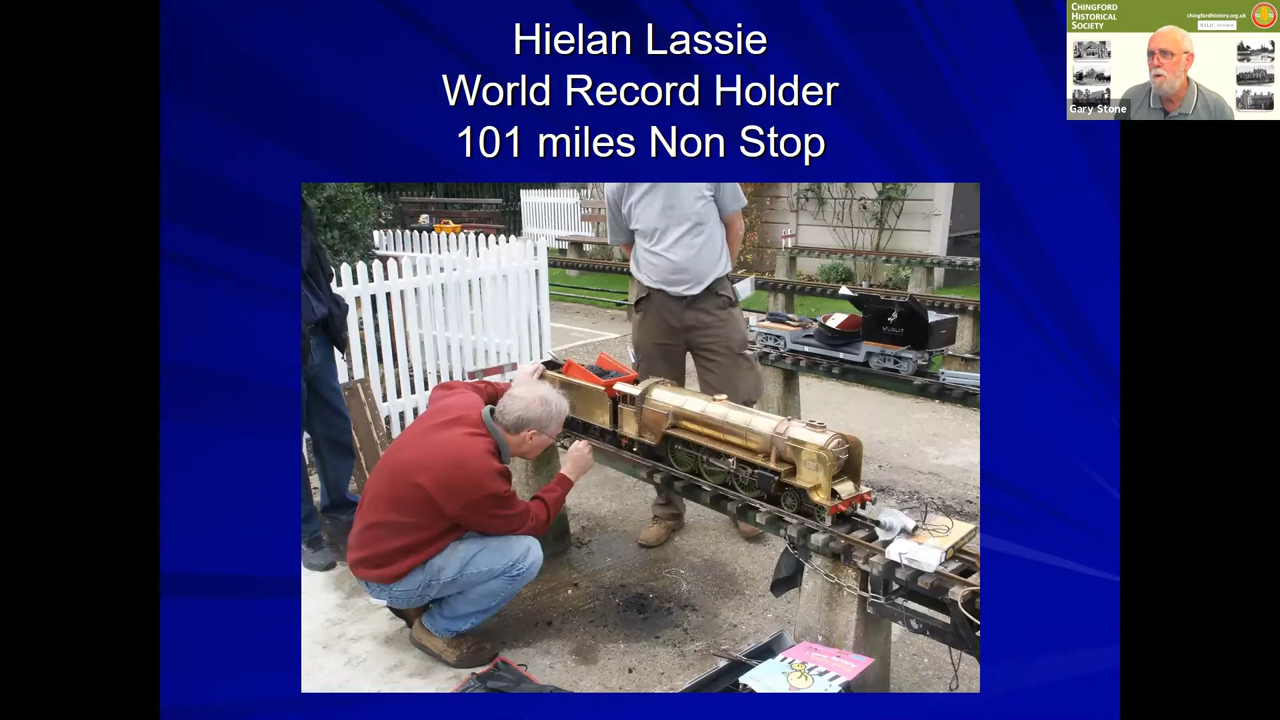 Hielan Lassie
World Record Holder
101 miles Non Stop
CHINGFORD
HISTORICAL
SOCIETY
chingfordhistory.org.uk
Gary Stone